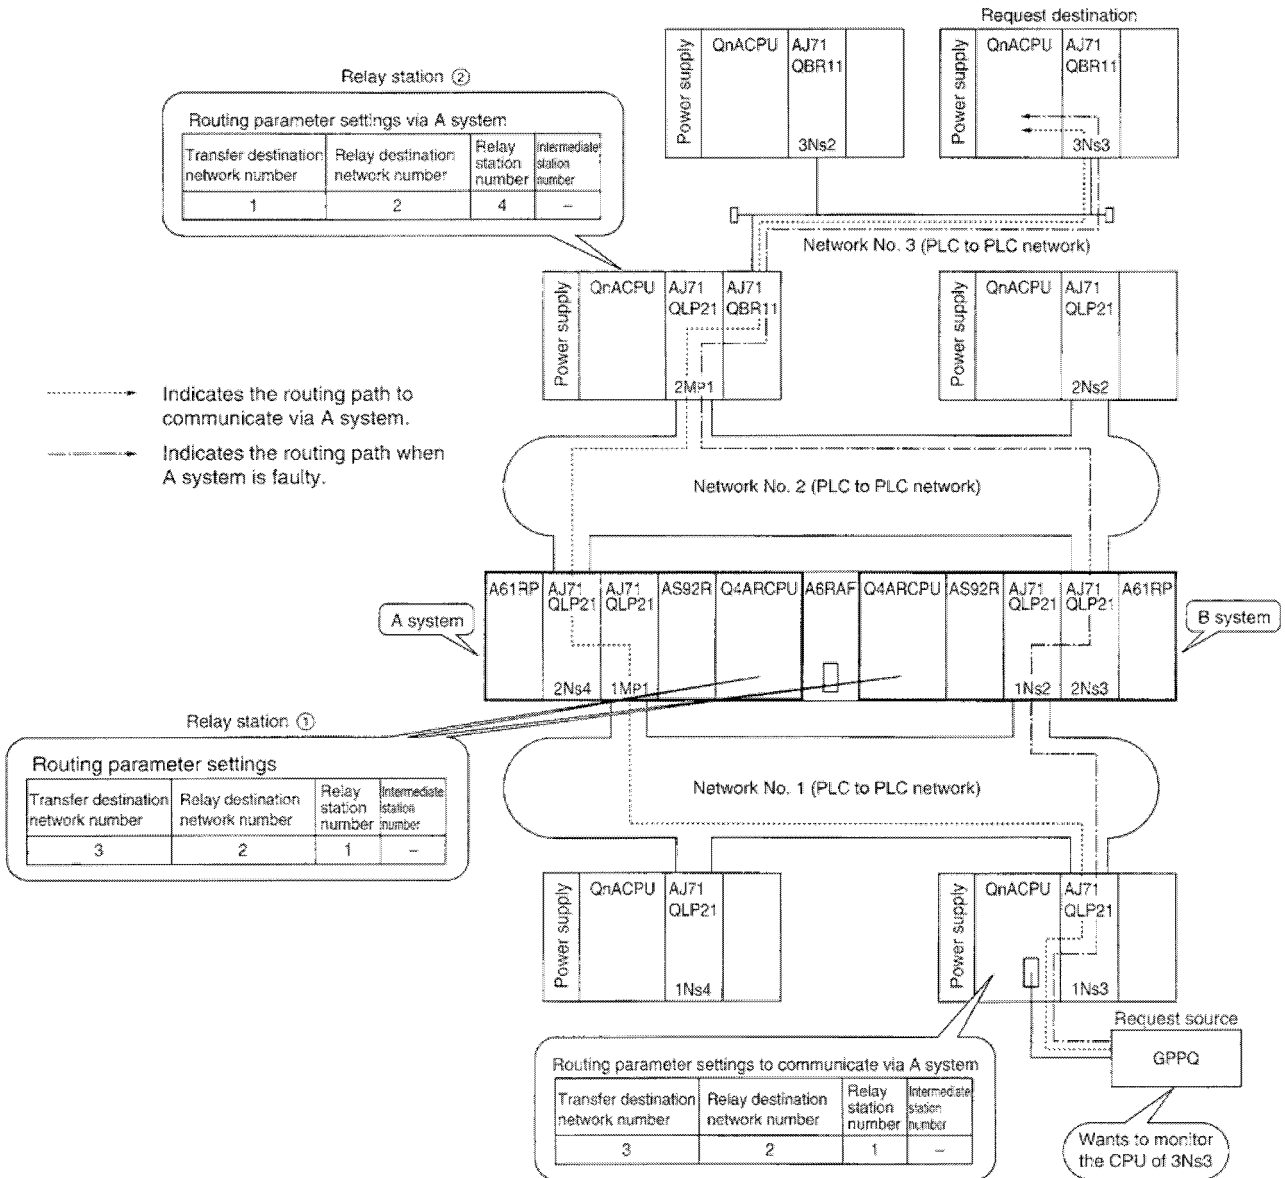 Request destination
Power supply
QnACPU
AJ71
QBR11
3Ns2
Power supply
QnACPU
AJ71
QBR11
3Ns3
Relay station ②
Routing parameter settings via A system
Transfer destination network number
Relay destination network number
Relay station number
Intermediate station number
1
2
4
–
Network No. 3 (PLC to PLC network)
Power supply
QnACPU
AJ71
QLP21
AJ71
QBR11
2MP1
Power supply
QnACPU
AJ71
QLP21
2Ns2
Indicates the routing path to
communicate via A system.
Indicates the routing path when
A system is faulty.
Network No. 2 (PLC to PLC network)
A system
A61RP
AJ71
QLP21
2Ns4
AJ71
QLP21
1MP1
AS92R
Q4ARCPU
A6RAF
Q4ARCPU
AS92R
AJ71
QLP21
1Ns2
AJ71
QLP21
2Ns3
A61RP
B system
Relay station ①
Routing parameter settings
Transfer destination network number
Relay destination network number
Relay station number
Intermediate station number
3
2
1
–
Network No. 1 (PLC to PLC network)
Power supply
QnACPU
AJ71
QLP21
1Ns4
Power supply
QnACPU
AJ71
QLP21
1Ns3
Request source
GPPQ
Wants to monitor
the CPU of 3Ns3
Routing parameter settings to communicate via A system
Transfer destination network number
Relay destination network number
Relay station number
Intermediate station number
3
2
1
–